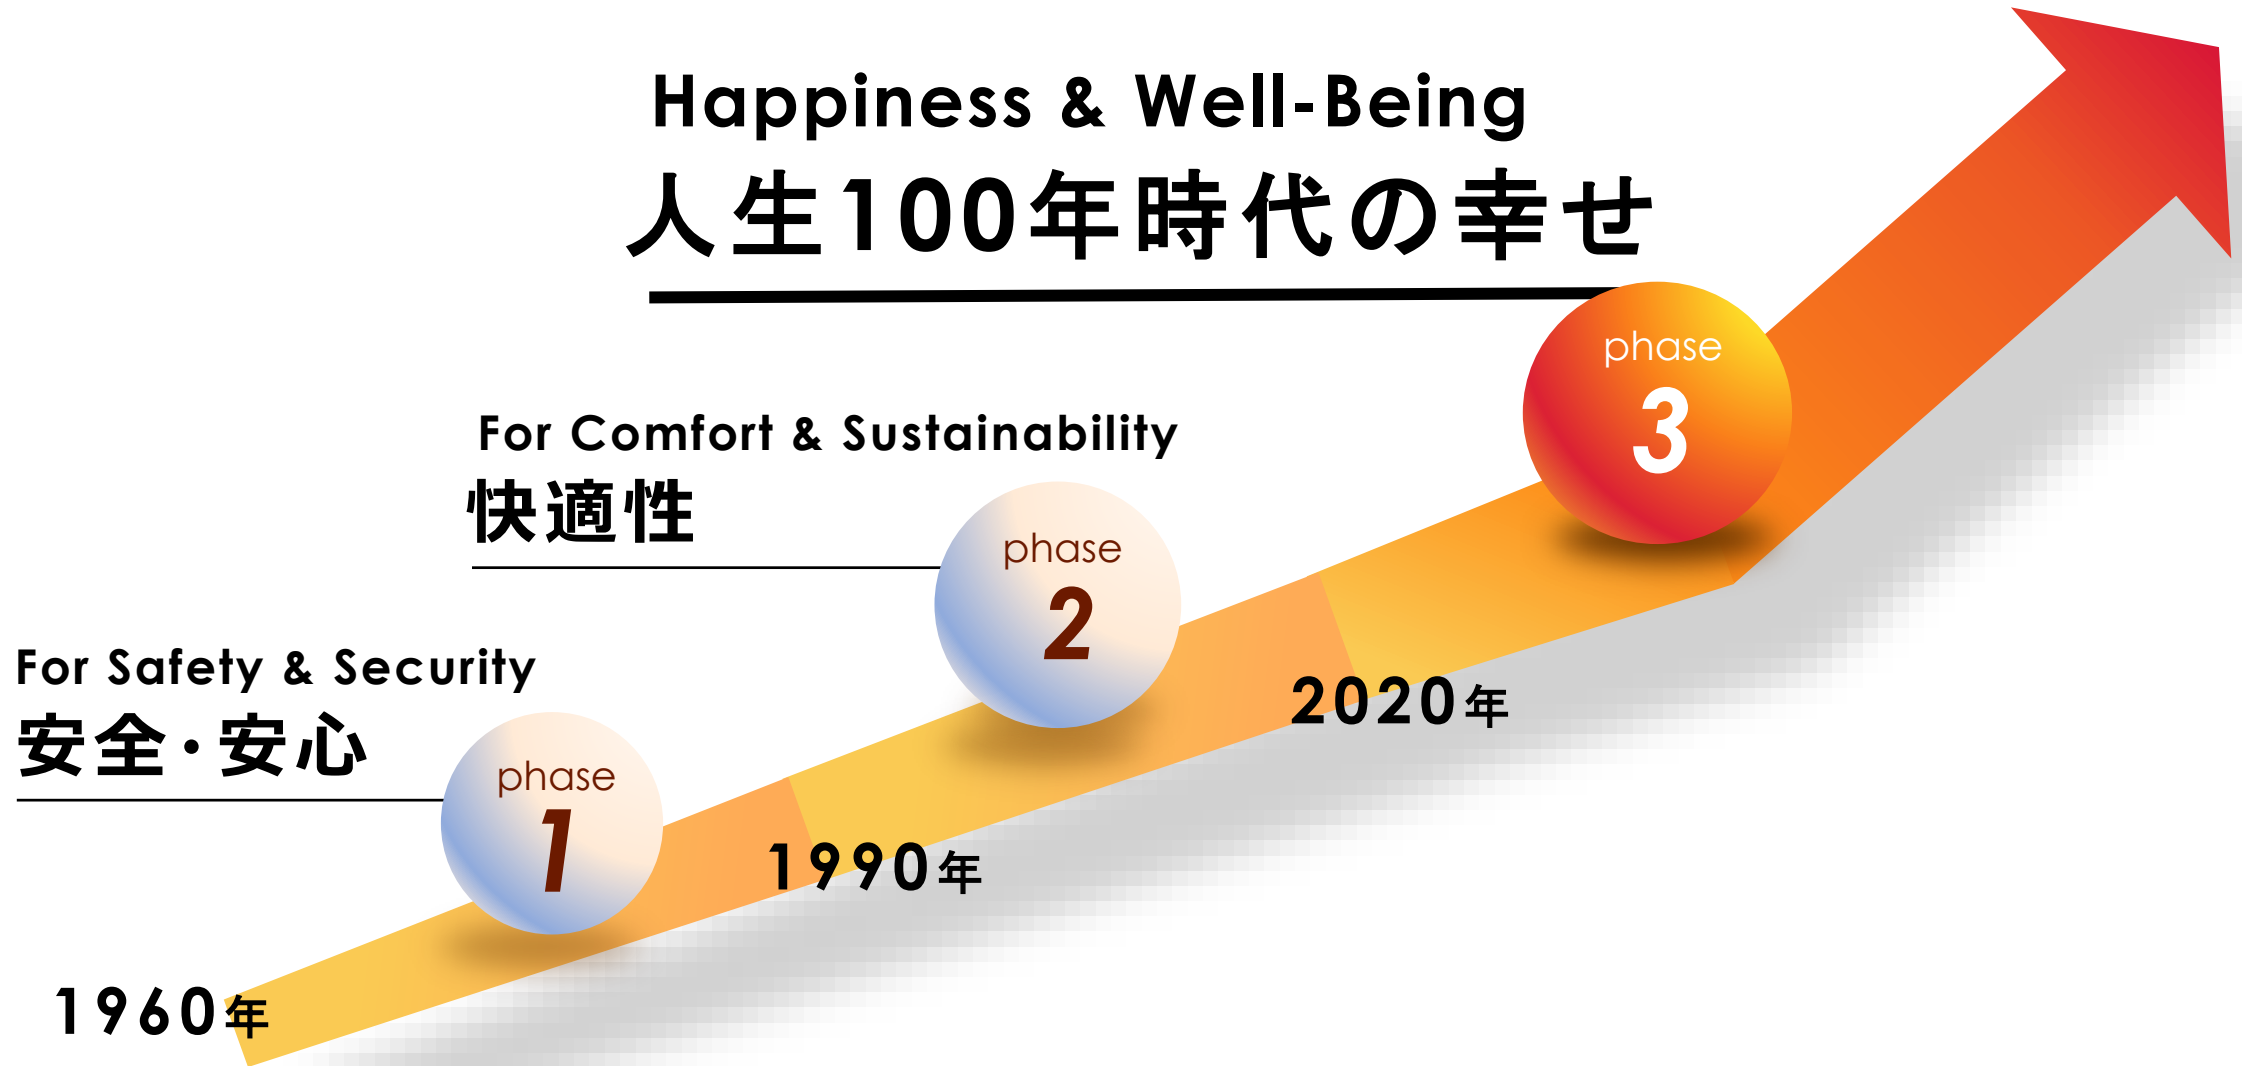 Happiness & Well-Being
人生100年時代の幸せ
phase
3
For Comfort & Sustainability
快適性
phase
2
For Safety & Security
安全・安心
phase
1
2020年
1990年
1960年